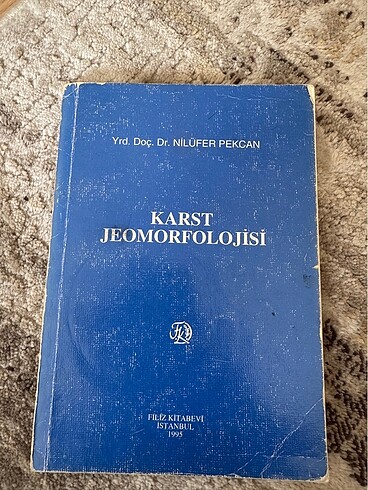 Yrd. Doç. Dr. NİLÜFER PEKCAN
KARST
JEOMORFOLOJİSİ
FİLİZ KİTABEVİ
İSTANBUL
1995